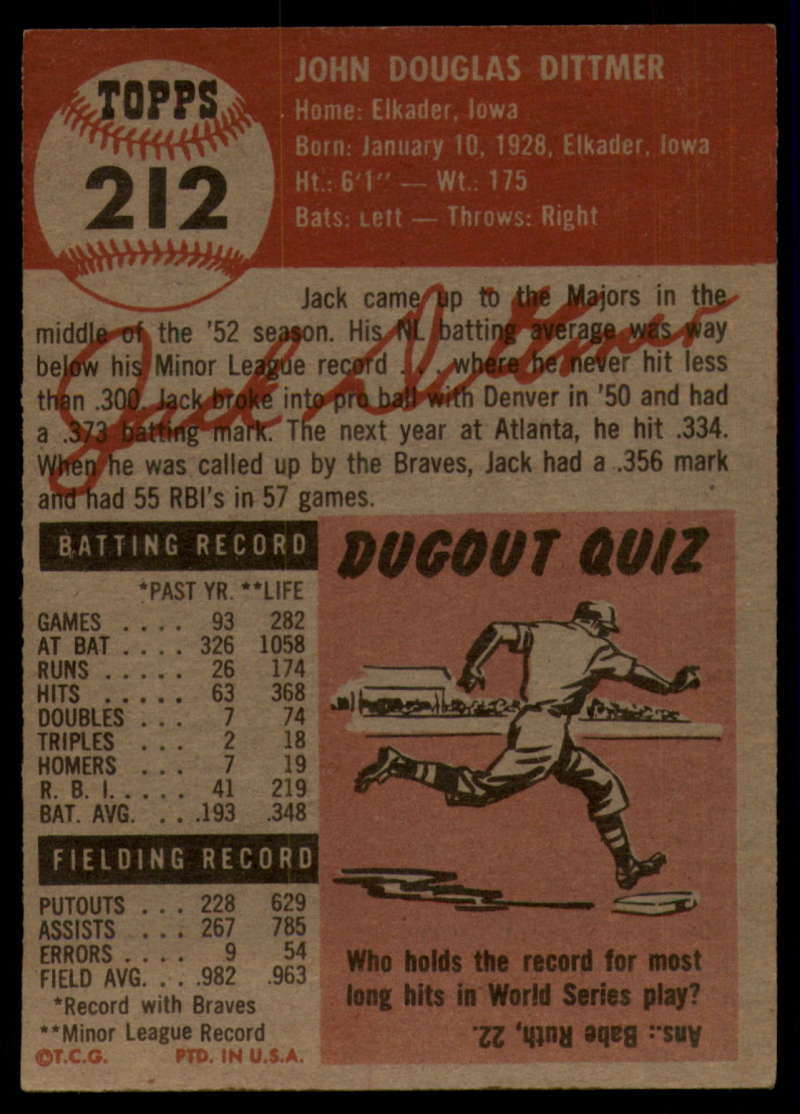 TOPPS
212
JOHN DOUGLAS DITTMER
Home: Elkader, Iowa
Born: January 10, 1928, Elkader, Iowa
Ht.: 6'1" — Wt.: 175
Bats: Left — Throws: Right
Jack came up to the Majors in the
middle of the '52 season. His NL batting average was way
below his Minor League record . . . where he never hit less
than .300. Jack broke into pro ball with Denver in '50 and had
a .373 batting mark. The next year at Atlanta, he hit .334.
When he was called up by the Braves, Jack had a .356 mark
and had 55 RBI's in 57 games.
Jack Dittmer
BATTING RECORD
*PAST YR. **LIFE
GAMES . . . . 93 282
AT BAT . . . . 326 1058
RUNS . . . . . 26 174
HITS . . . . . 63 368
DOUBLES . . . 7 74
TRIPLES . . . 2 18
HOMERS . . . 7 19
R. B. I. . . . . 41 219
BAT. AVG. . . .193 .348
FIELDING RECORD
PUTOUTS . . . 228 629
ASSISTS . . . 267 785
ERRORS . . . . 9 54
FIELD AVG. . . .982 .963
*Record with Braves
**Minor League Record
©T.C.G. PTD. IN U.S.A.
DUGOUT QUIZ
Who holds the record for most
long hits in World Series play?
Ans.: Babe Ruth, 22.